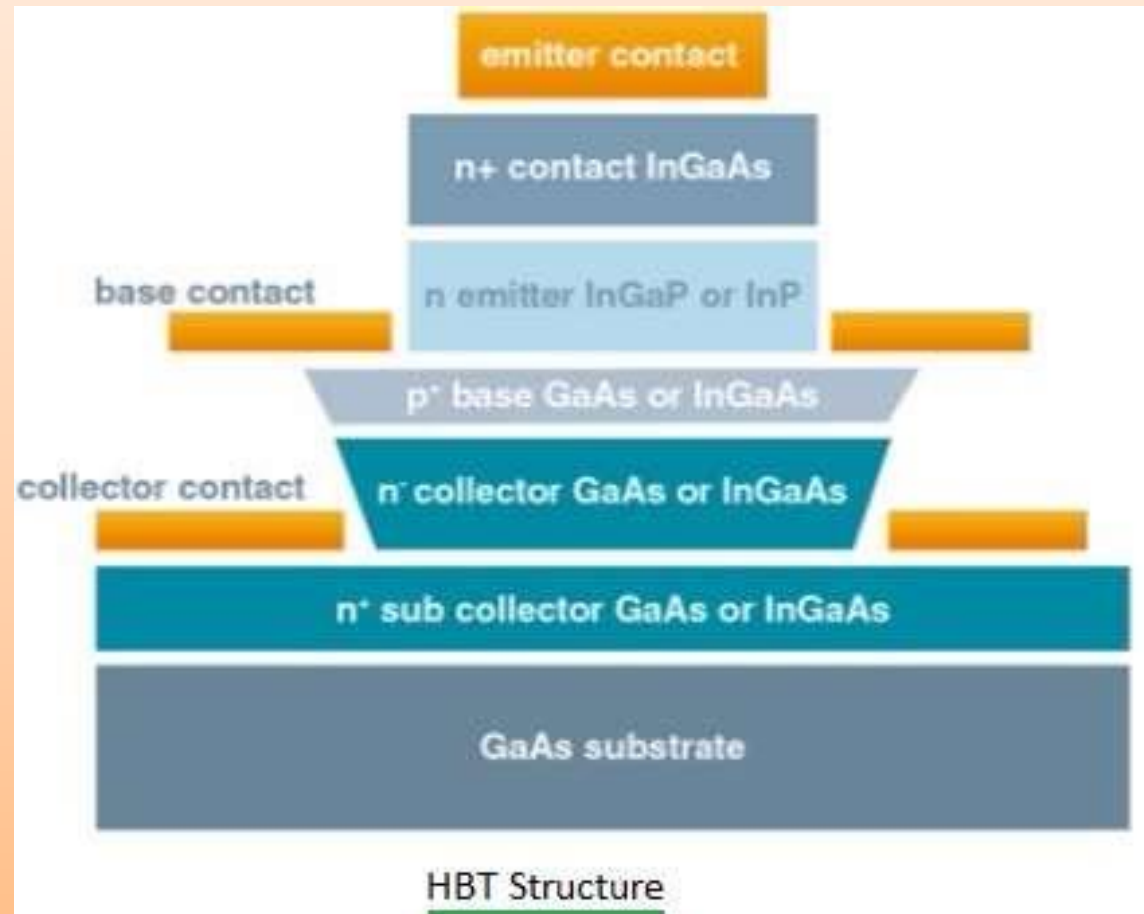 emitter contact
n+ contact InGaAs
base contact
n emitter InGaP or InP
p⁺ base GaAs or InGaAs
collector contact
n⁻ collector GaAs or InGaAs
n⁺ sub collector GaAs or InGaAs
GaAs substrate
HBT Structure